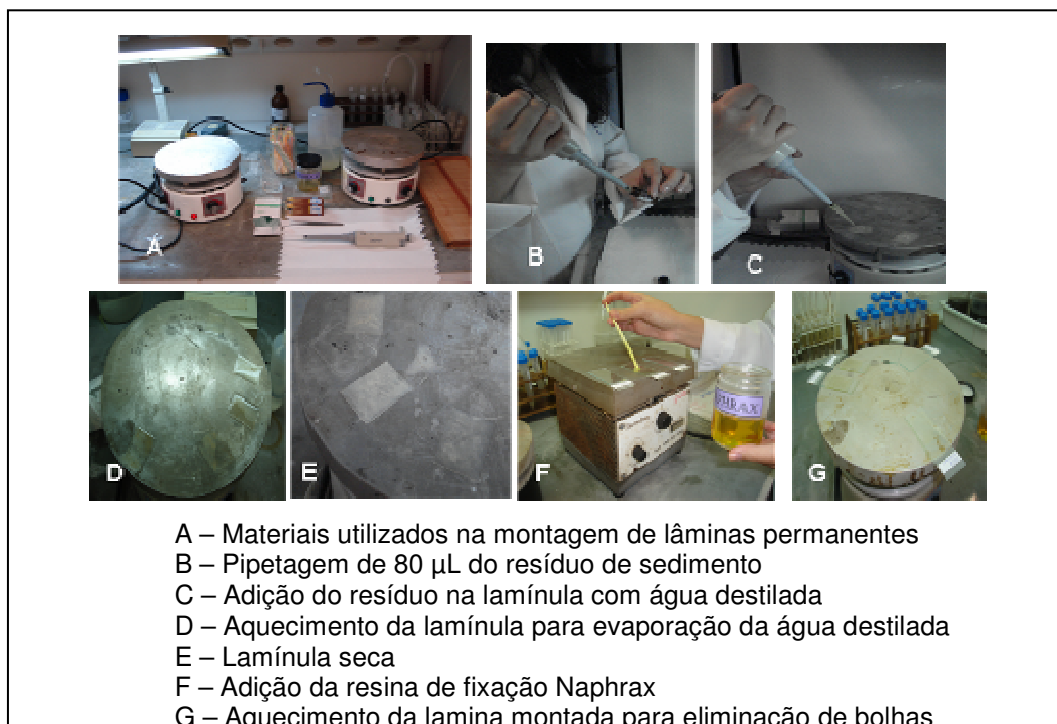 A
B
C
D
E
F
G
PHRAX
A – Materiais utilizados na montagem de lâminas permanentes
B – Pipetagem de 80 µL do resíduo de sedimento
C – Adição do resíduo na lamínula com água destilada
D – Aquecimento da lamínula para evaporação da água destilada
E – Lamínula seca
F – Adição da resina de fixação Naphrax
G – Aquecimento da lamina montada para eliminação de bolhas